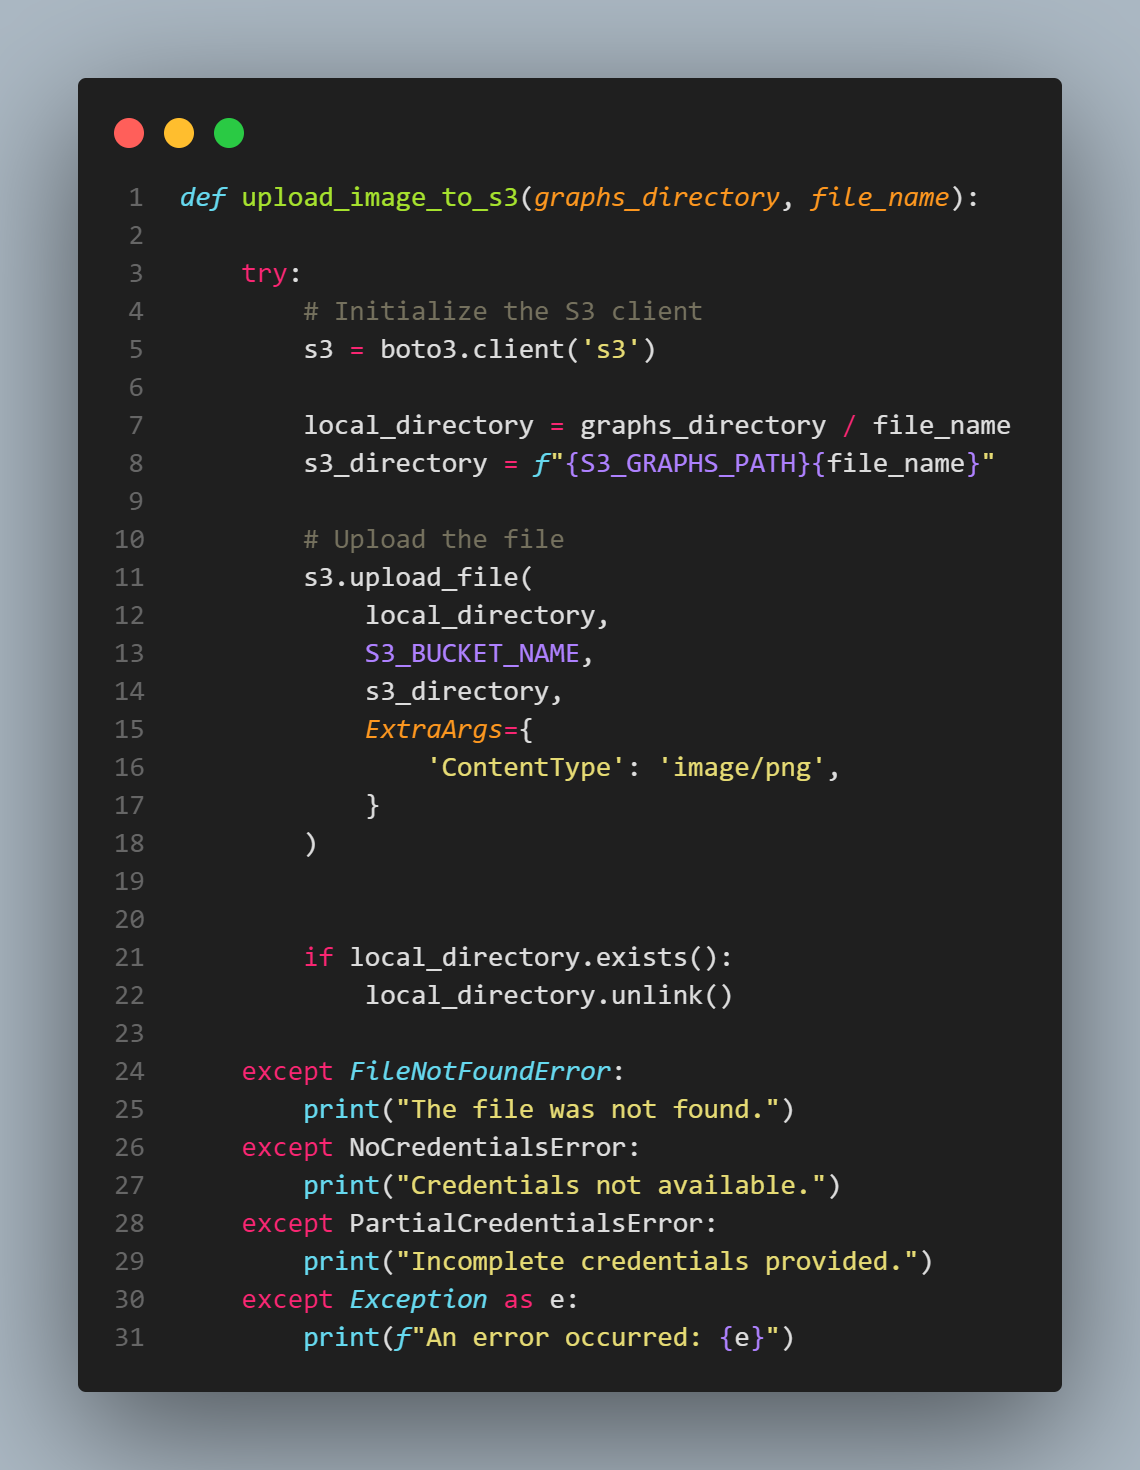 1 def upload_image_to_s3(graphs_directory, file_name):
2
3     try:
4         # Initialize the S3 client
5         s3 = boto3.client('s3')
6
7         local_directory = graphs_directory / file_name
8         s3_directory = f"{S3_GRAPHS_PATH}{file_name}"
9
10         # Upload the file
11         s3.upload_file(
12             local_directory,
13             S3_BUCKET_NAME,
14             s3_directory,
15             ExtraArgs={
16                 'ContentType': 'image/png',
17             }
18         )
19
20
21         if local_directory.exists():
22             local_directory.unlink()
23
24     except FileNotFoundError:
25         print("The file was not found.")
26     except NoCredentialsError:
27         print("Credentials not available.")
28     except PartialCredentialsError:
29         print("Incomplete credentials provided.")
30     except Exception as e:
31         print(f"An error occurred: {e}")